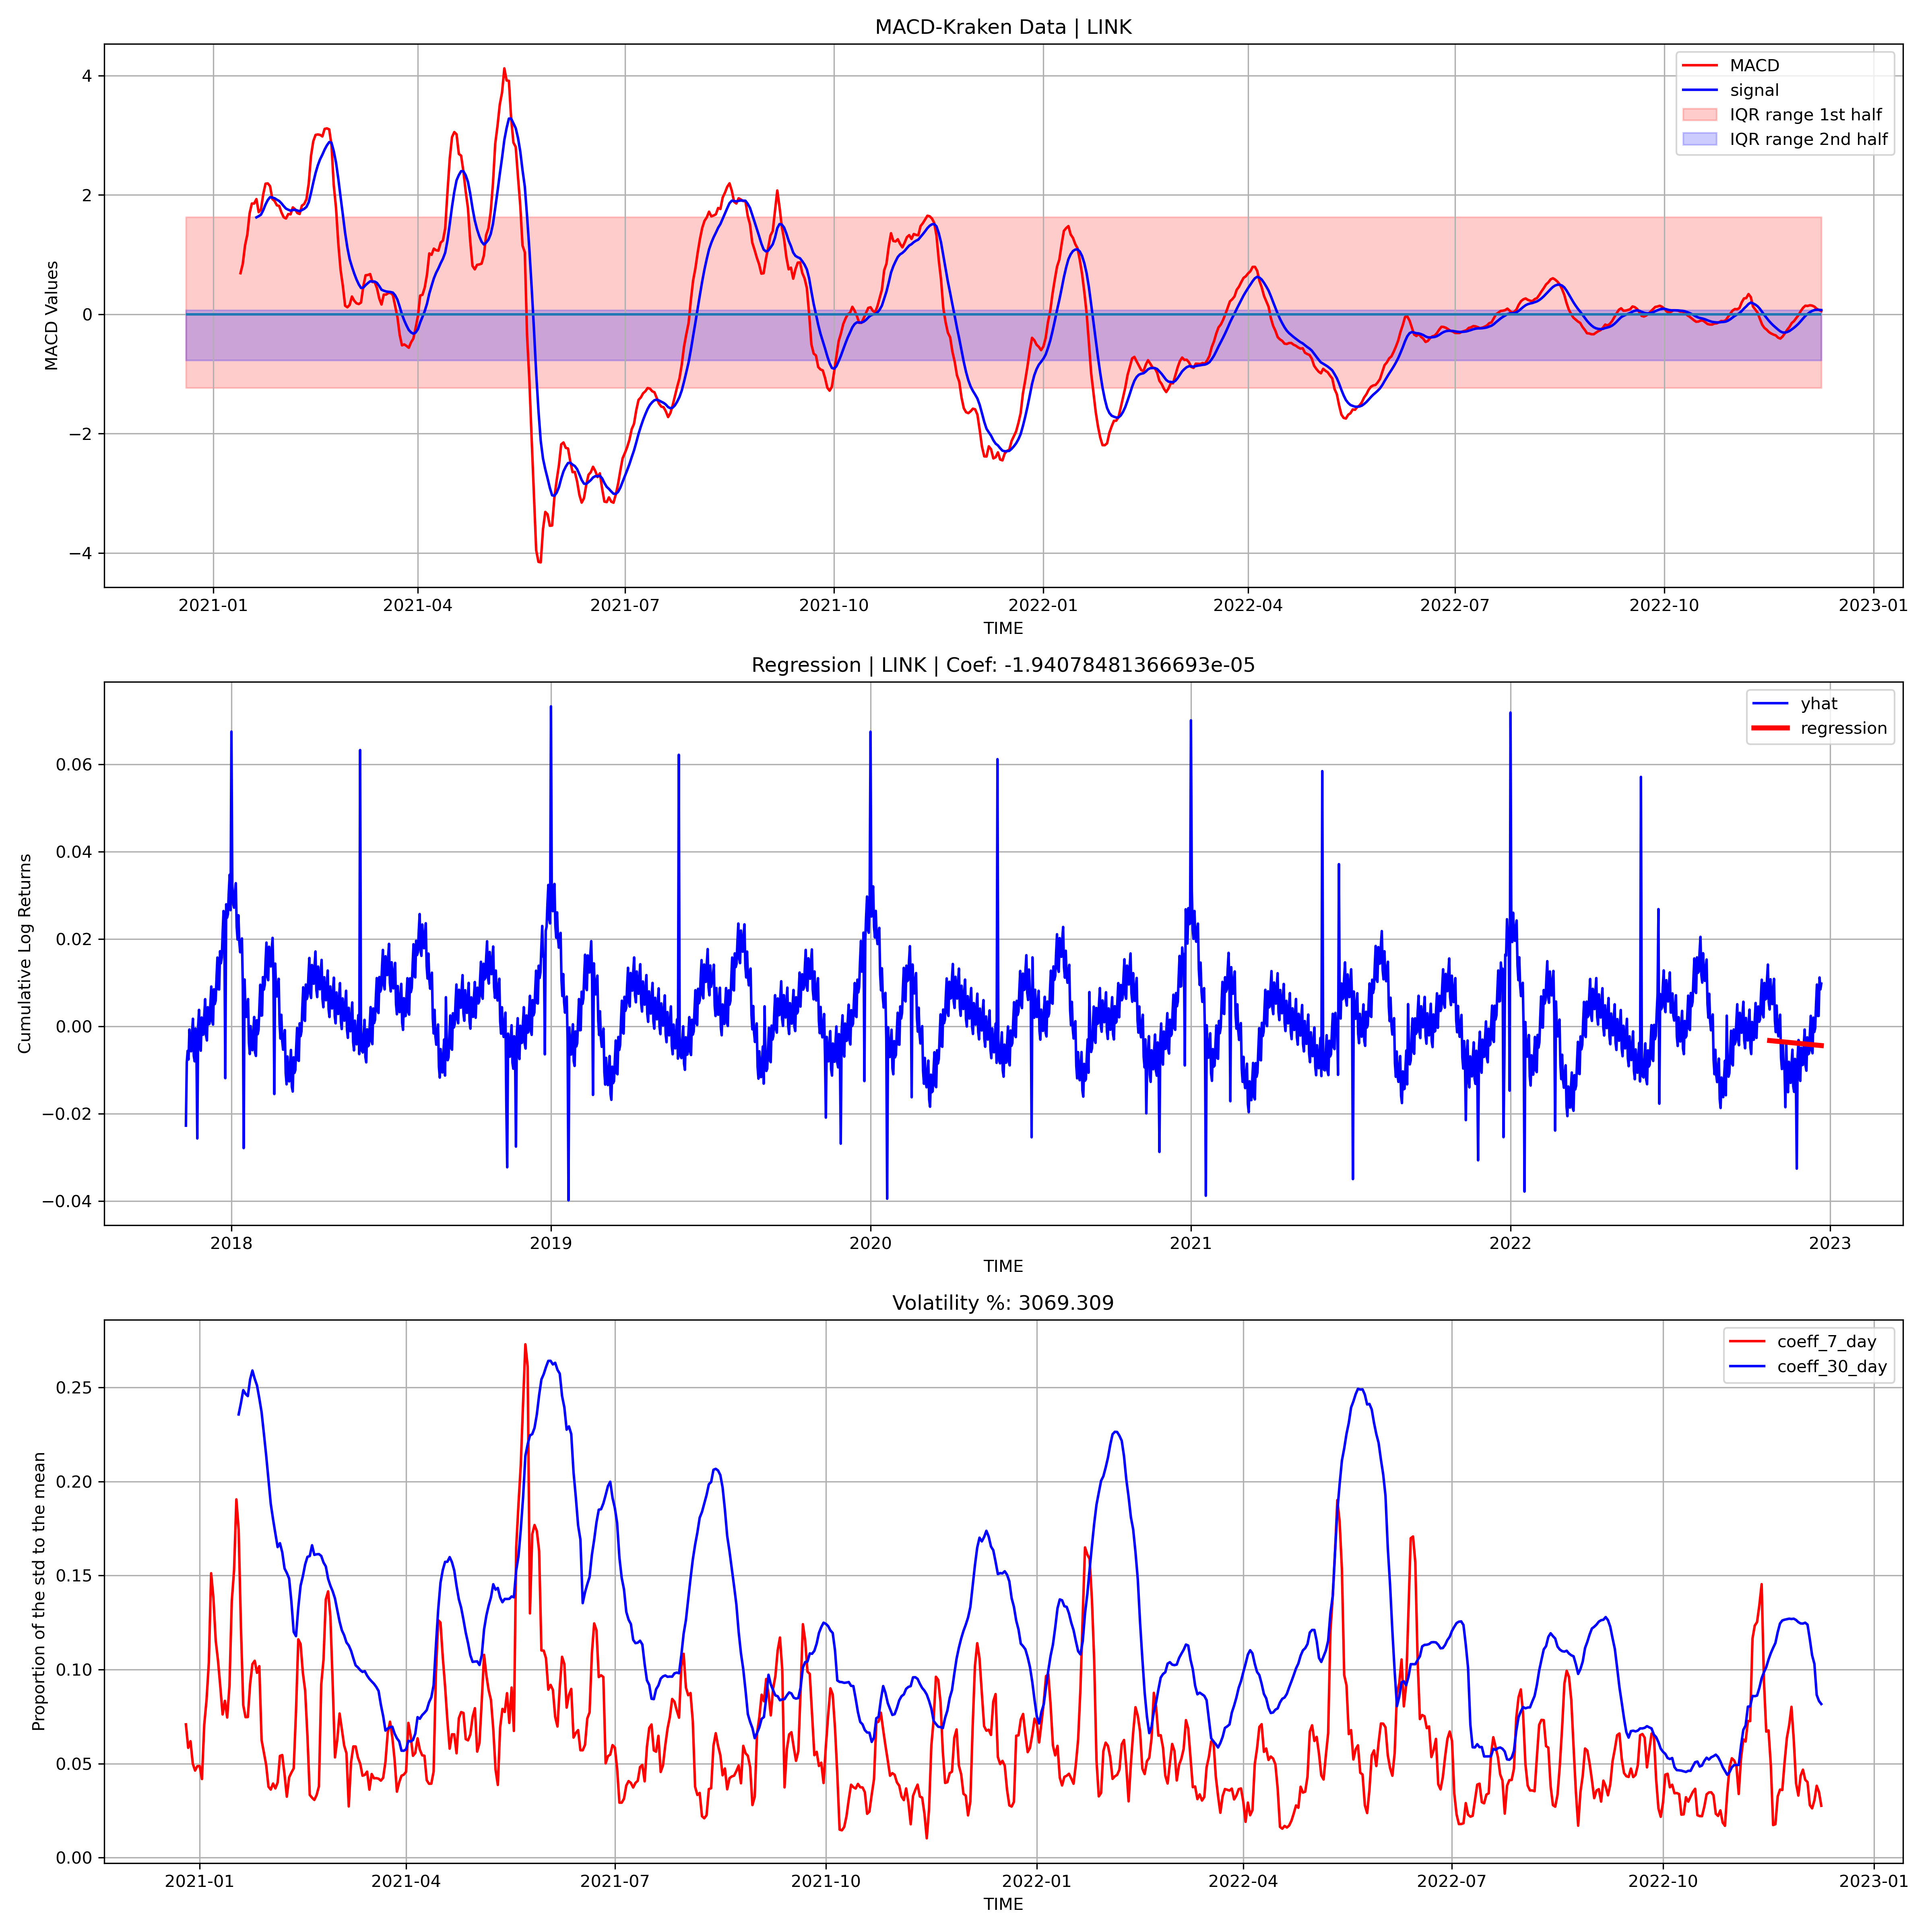 MACD-Kraken Data | LINK
MACD
signal
IQR range 1st half
IQR range 2nd half
MACD Values
4
2
0
−2
−4
2021-01 2021-04 2021-07 2021-10 2022-01 2022-04 2022-07 2022-10 2023-01
TIME
Regression | LINK | Coef: -1.94078481366693e-05
yhat
regression
Cumulative Log Returns
0.06
0.04
0.02
0.00
−0.02
−0.04
2018 2019 2020 2021 2022 2023
TIME
Volatility %: 3069.309
coeff_7_day
coeff_30_day
Proportion of the std to the mean
0.25
0.20
0.15
0.10
0.05
0.00
2021-01 2021-04 2021-07 2021-10 2022-01 2022-04 2022-07 2022-10 2023-01
TIME